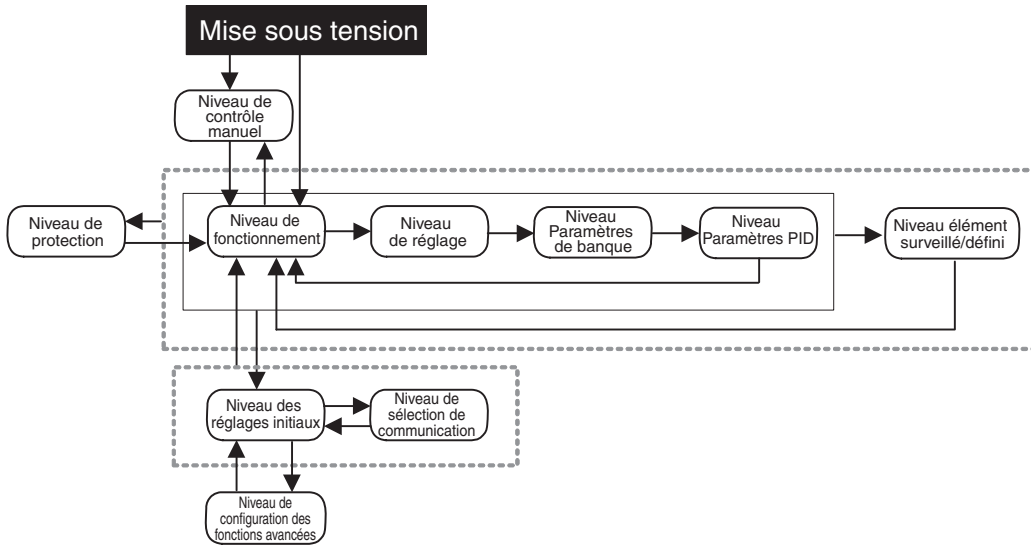 Mise sous tension
Niveau de
contrôle
manuel
Niveau de
protection
Niveau de
fonctionnement
Niveau
de réglage
Niveau
Paramètres
de banque
Niveau
Paramètres PID
Niveau élément
surveillé/défini
Niveau des
réglages initiaux
Niveau de
sélection de
communication
Niveau de
configuration des
fonctions avancées